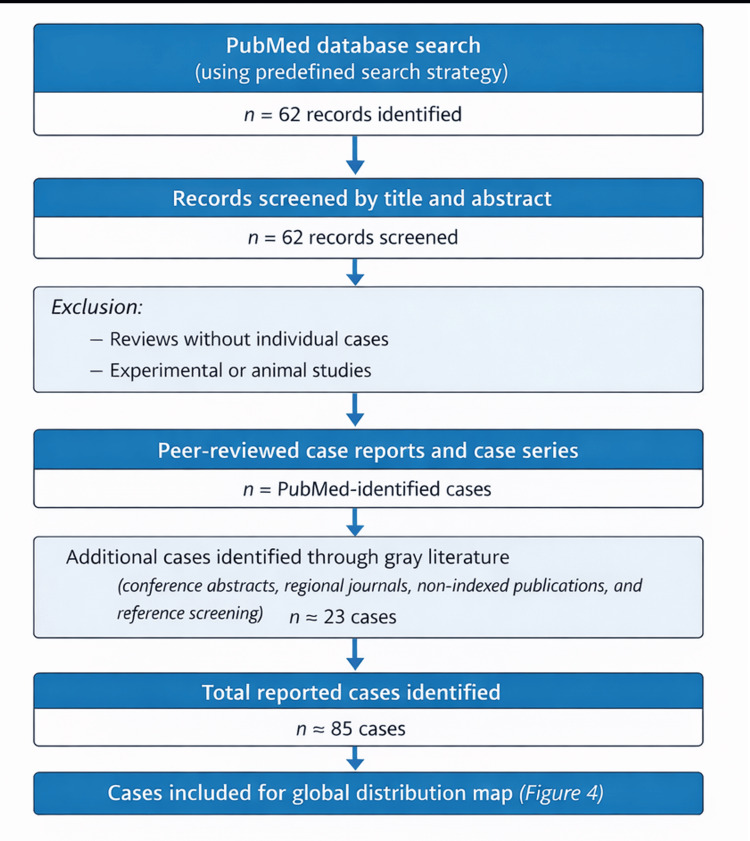 PubMed database search
(using predefined search strategy)
n = 62 records identified
Records screened by title and abstract
n = 62 records screened
Exclusion:
– Reviews without individual cases
– Experimental or animal studies
Peer-reviewed case reports and case series
n = PubMed-identified cases
Additional cases identified through gray literature
(conference abstracts, regional journals, non-indexed publications, and
reference screening) n ≈ 23 cases
Total reported cases identified
n ≈ 85 cases
Cases included for global distribution map (Figure 4)